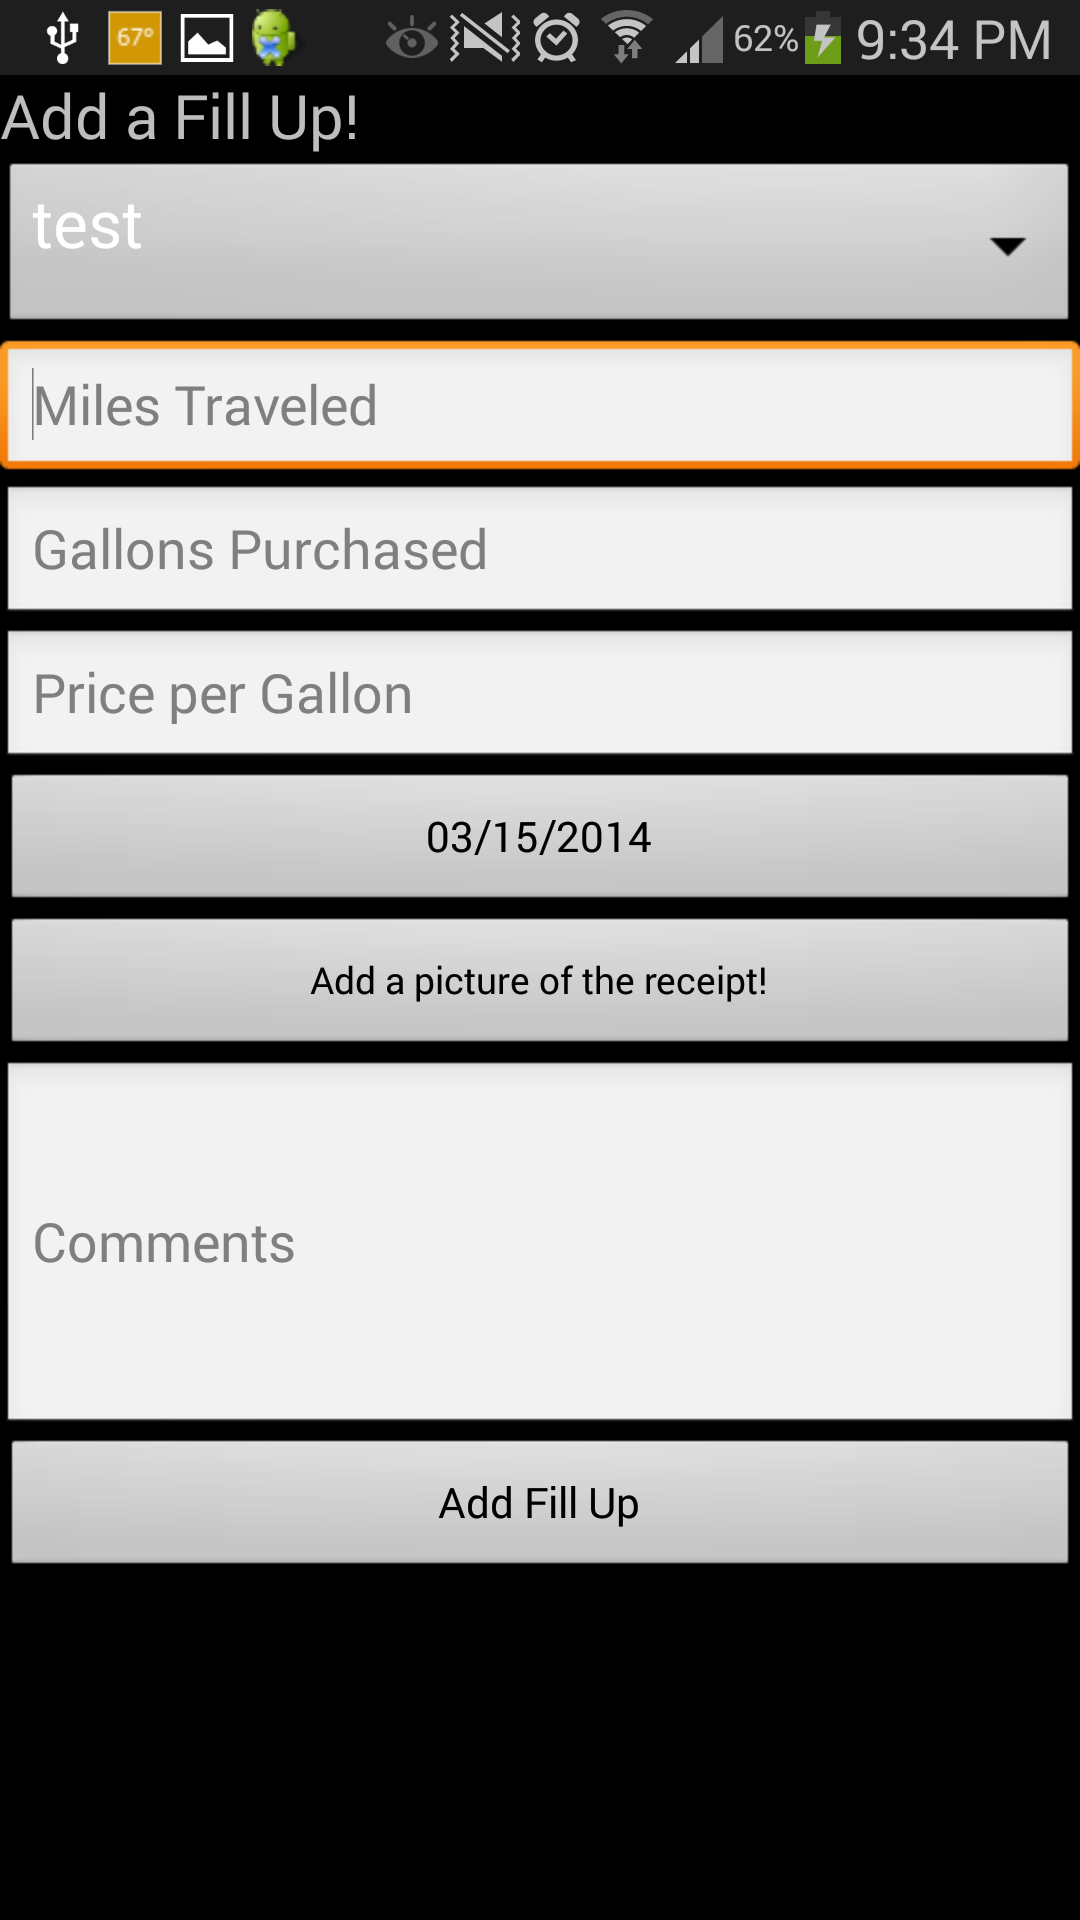 67° 62% 9:34 PM
Add a Fill Up!
test
Miles Traveled
Gallons Purchased
Price per Gallon
03/15/2014
Add a picture of the receipt!
Comments
Add Fill Up